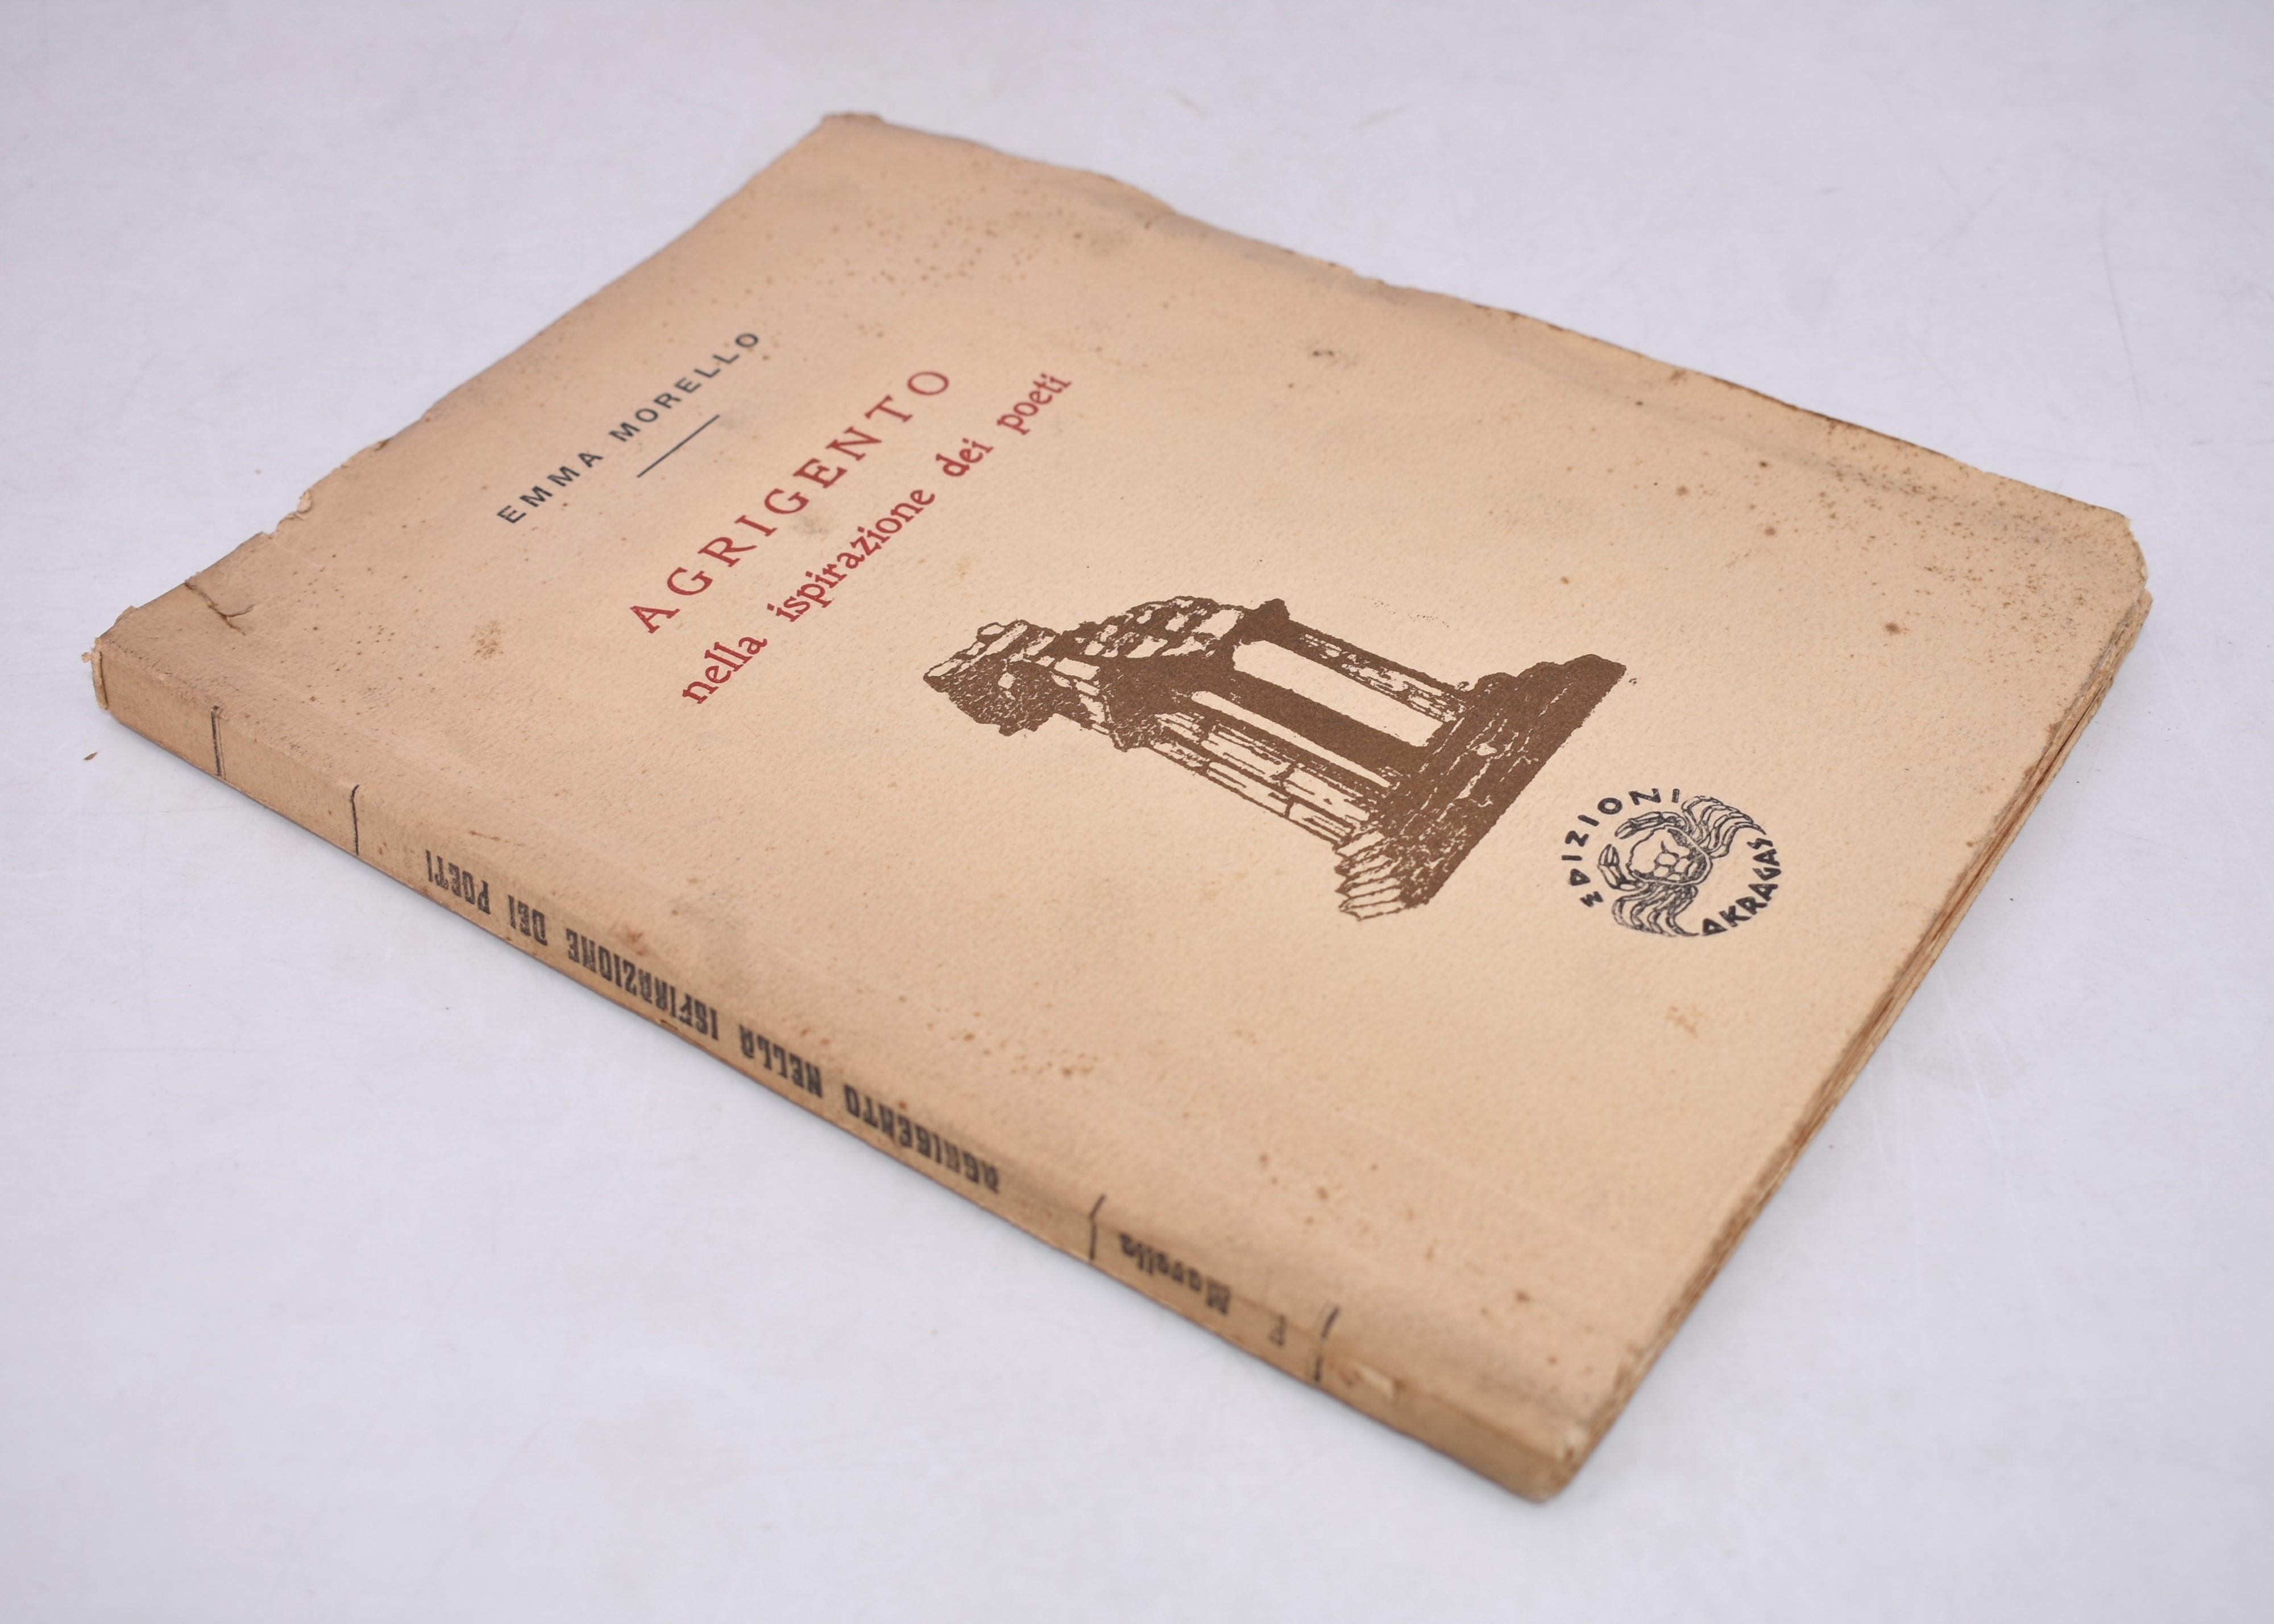 EMMA MORELLO
AGRIGENTO
nella ispirazione dei poeti
EDIZIONI
AKRAGAS
E. Morello
AGRIGENTO NELLA ISPIRAZIONE DEI POETI